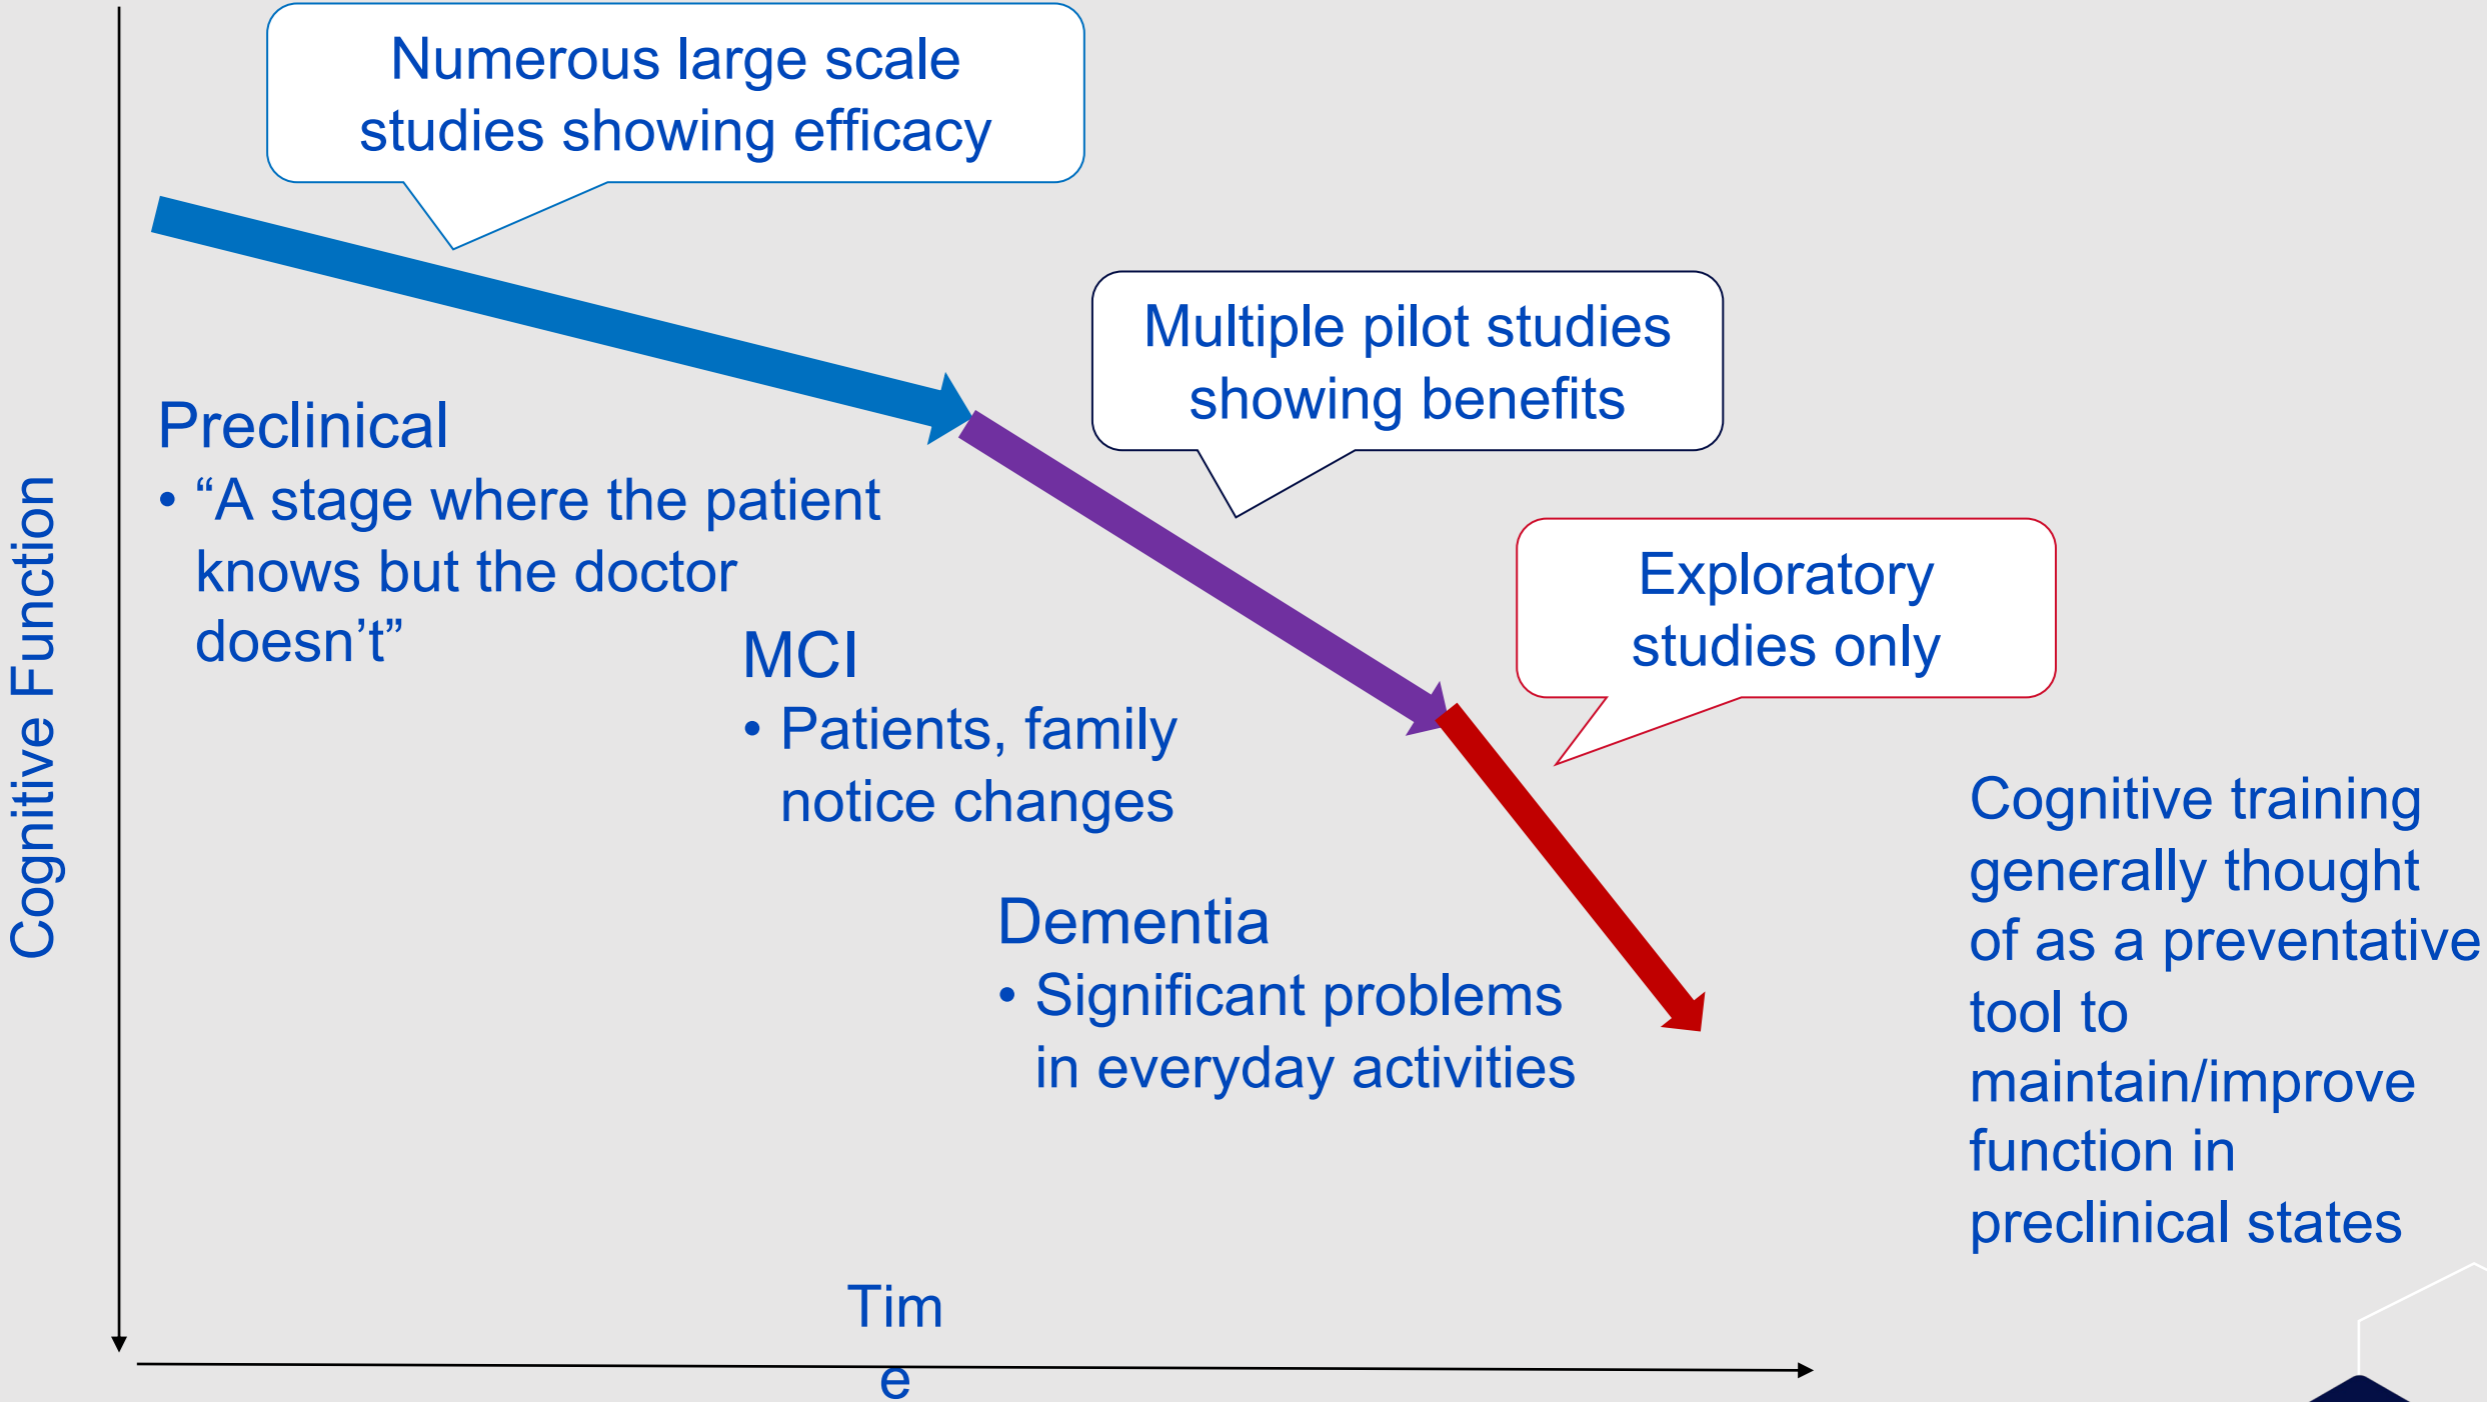 Numerous large scale
studies showing efficacy
Multiple pilot studies
showing benefits
Exploratory
studies only
Cognitive Function
Preclinical
• “A stage where the patient
knows but the doctor
doesn’t”
MCI
• Patients, family
notice changes
Dementia
• Significant problems
in everyday activities
Cognitive training
generally thought
of as a preventative
tool to
maintain/improve
function in
preclinical states
Tim
e